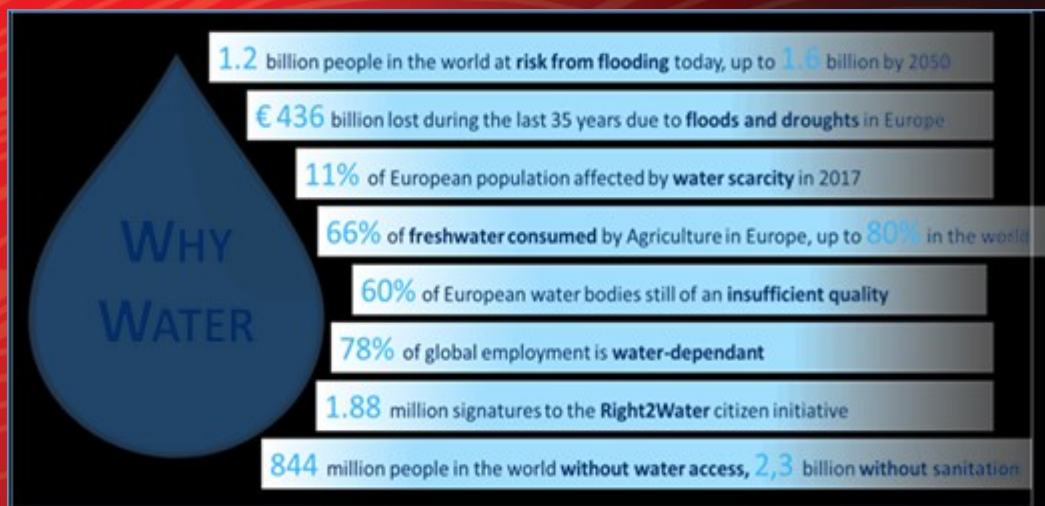 WHY
WATER
1.2 billion people in the world at risk from flooding today, up to 1.6 billion by 2050
€ 436 billion lost during the last 35 years due to floods and droughts in Europe
11% of European population affected by water scarcity in 2017
66% of freshwater consumed by Agriculture in Europe, up to 80% in the world
60% of European water bodies still of an insufficient quality
78% of global employment is water-dependant
1.88 million signatures to the Right2Water citizen initiative
844 million people in the world without water access, 2,3 billion without sanitation